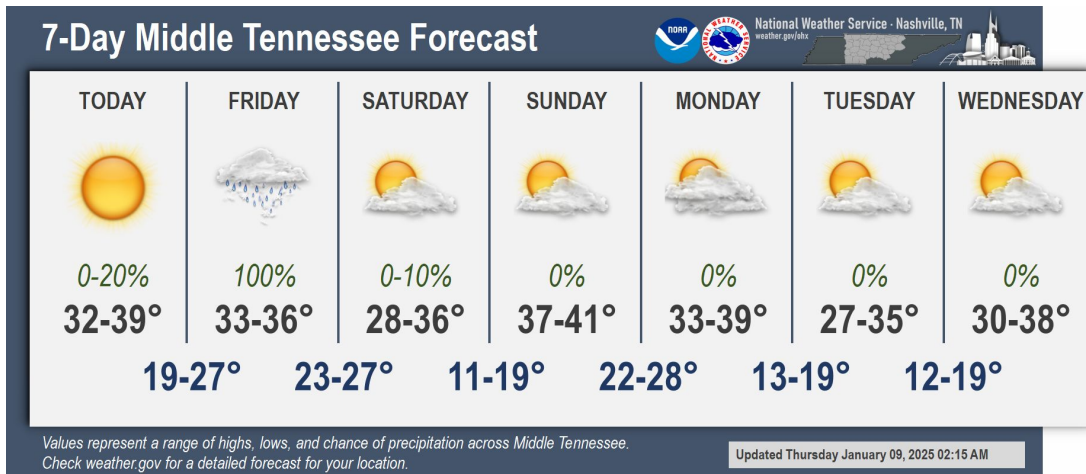 7-Day Middle Tennessee Forecast
NOAA
NATIONAL WEATHER SERVICE
National Weather Service - Nashville, TN
weather.gov/ohx
TODAY FRIDAY SATURDAY SUNDAY MONDAY TUESDAY WEDNESDAY
0-20% 100% 0-10% 0% 0% 0% 0%
32-39° 33-36° 28-36° 37-41° 33-39° 27-35° 30-38°
19-27° 23-27° 11-19° 22-28° 13-19° 12-19°
Values represent a range of highs, lows, and chance of precipitation across Middle Tennessee.
Check weather.gov for a detailed forecast for your location.
Updated Thursday January 09, 2025 02:15 AM